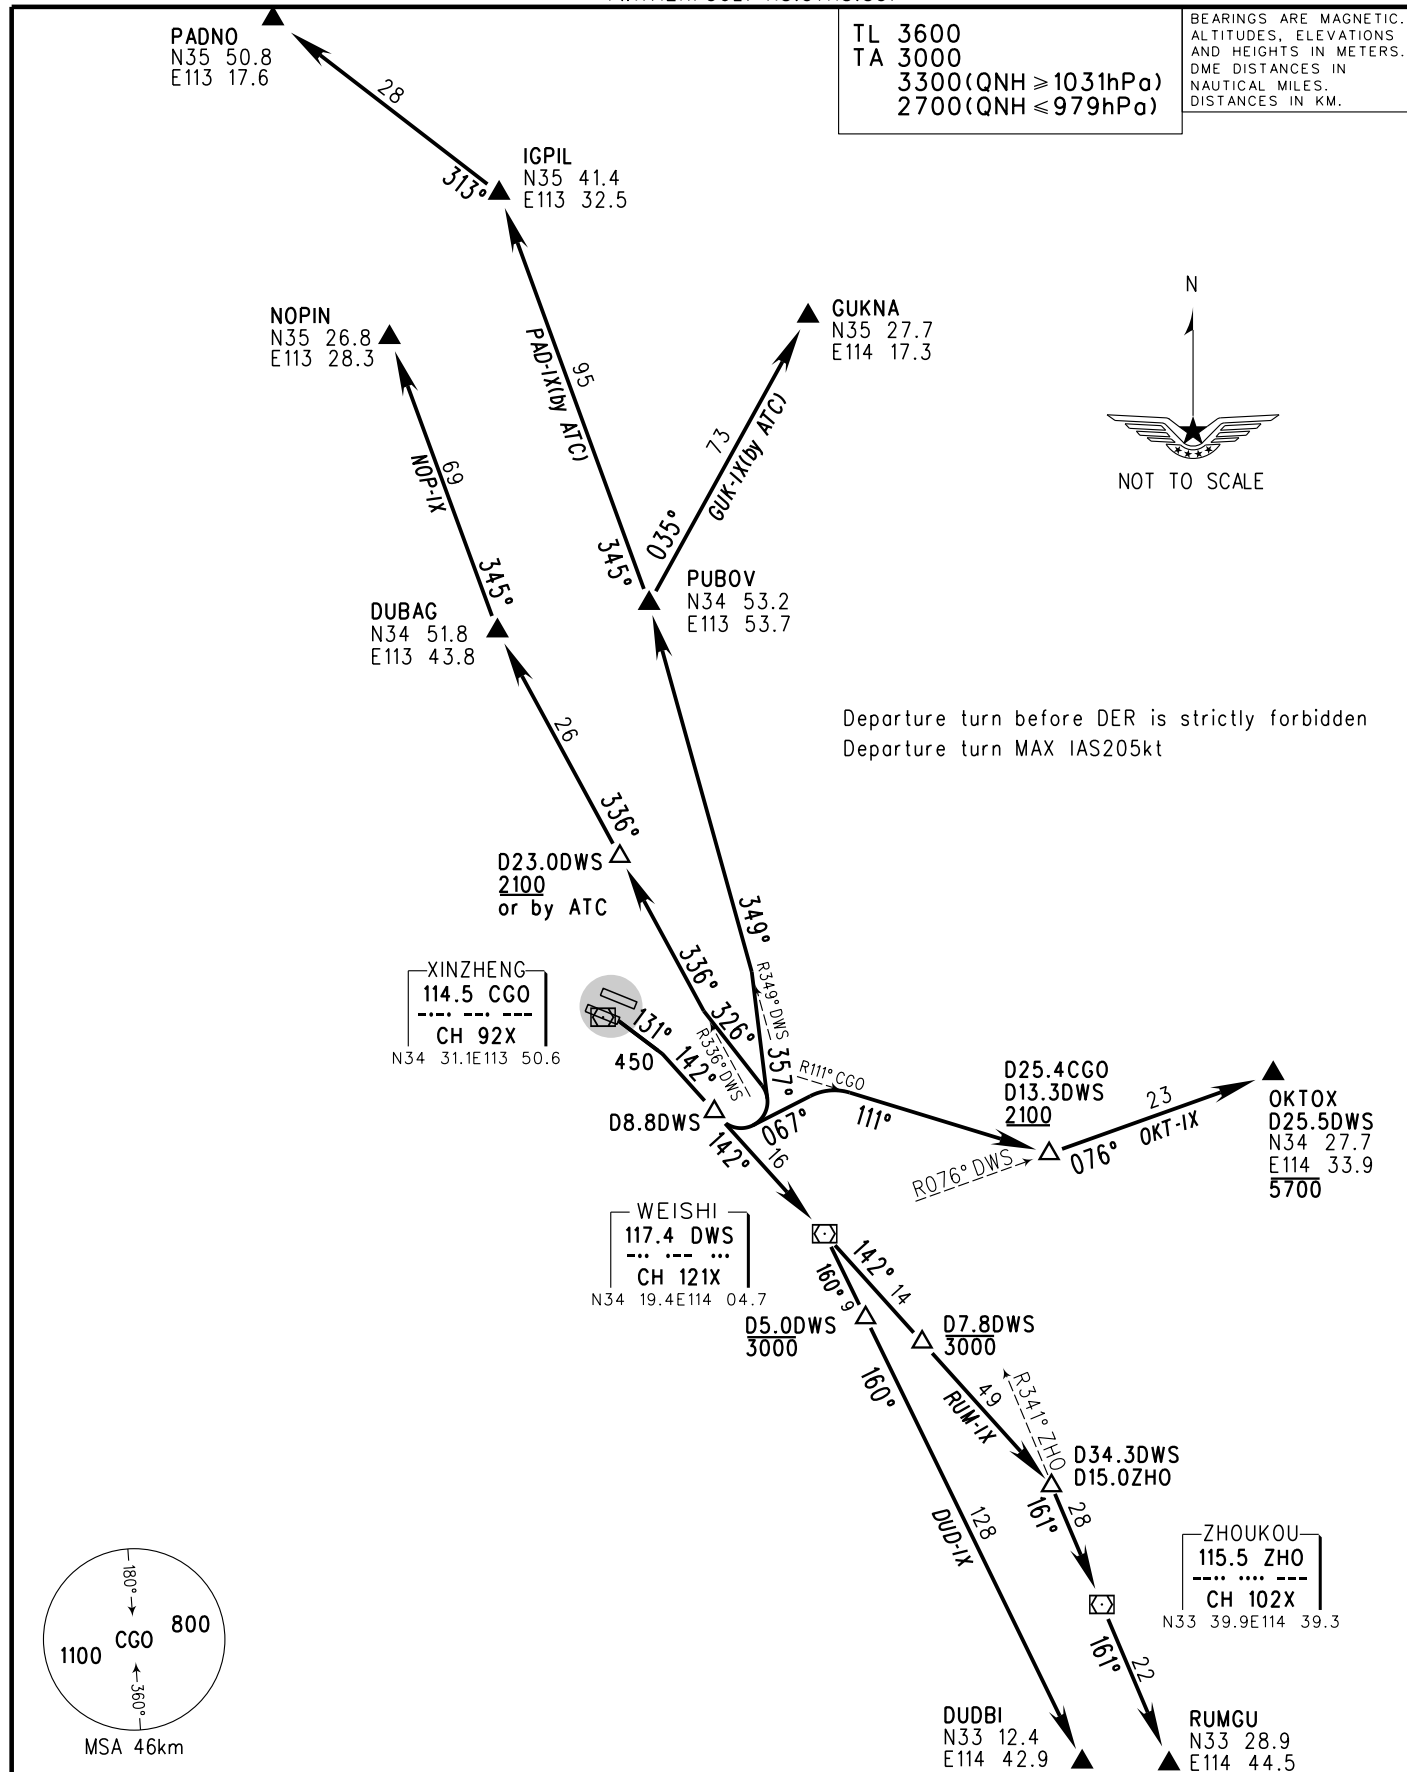 TL 3600
TA 3000
3300(QNH ≥ 1031hPa)
2700(QNH ≤ 979hPa)
BEARINGS ARE MAGNETIC.
ALTITUDES, ELEVATIONS
AND HEIGHTS IN METERS.
DME DISTANCES IN
NAUTICAL MILES.
DISTANCES IN KM.
PADNO
N35 50.8
E113 17.6
28
313°
IGPIL
N35 41.4
E113 32.5
NOPIN
N35 26.8
E113 28.3
GUKNA
N35 27.7
E114 17.3
N
NOT TO SCALE
PAD-IX(by ATC)
95
73
GUK-IX(by ATC)
69
NOP-IX
345°
345°
035°
PUBOV
N34 53.2
E113 53.7
DUBAG
N34 51.8
E113 43.8
Departure turn before DER is strictly forbidden
Departure turn MAX IAS205kt
26
336°
D23.0DWS
2100
or by ATC
349°
336°
R349° DWS
XINZHENG
114.5 CGO
-·-· --· ---
CH 92X
N34 31.1E113 50.6
131°
450
142°
326°
R336° DWS
357°
R111° CGO
D8.8DWS
142°
16
067°
111°
D25.4CGO
D13.3DWS
2100
R076° DWS
076°
23
OKT-IX
OKTOX
D25.5DWS
N34 27.7
E114 33.9
5700
WEISHI
117.4 DWS
-·· ·-- ···
CH 121X
N34 19.4E114 04.7
142°
14
160°
9
D5.0DWS
3000
D7.8DWS
3000
160°
49
RUM-IX
R341° ZHO
D34.3DWS
D15.0ZHO
161°
28
128
DUD-IX
ZHOUKOU
115.5 ZHO
--·· ···· ---
CH 102X
N33 39.9E114 39.3
161°
22
180°
CGO
800
1100
360°
MSA 46km
DUDBI
N33 12.4
E114 42.9
RUMGU
N33 28.9
E114 44.5